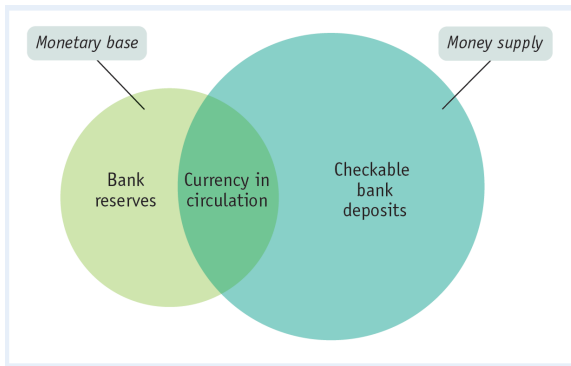 Monetary base
Money supply
Bank
reserves
Currency in
circulation
Checkable
bank
deposits